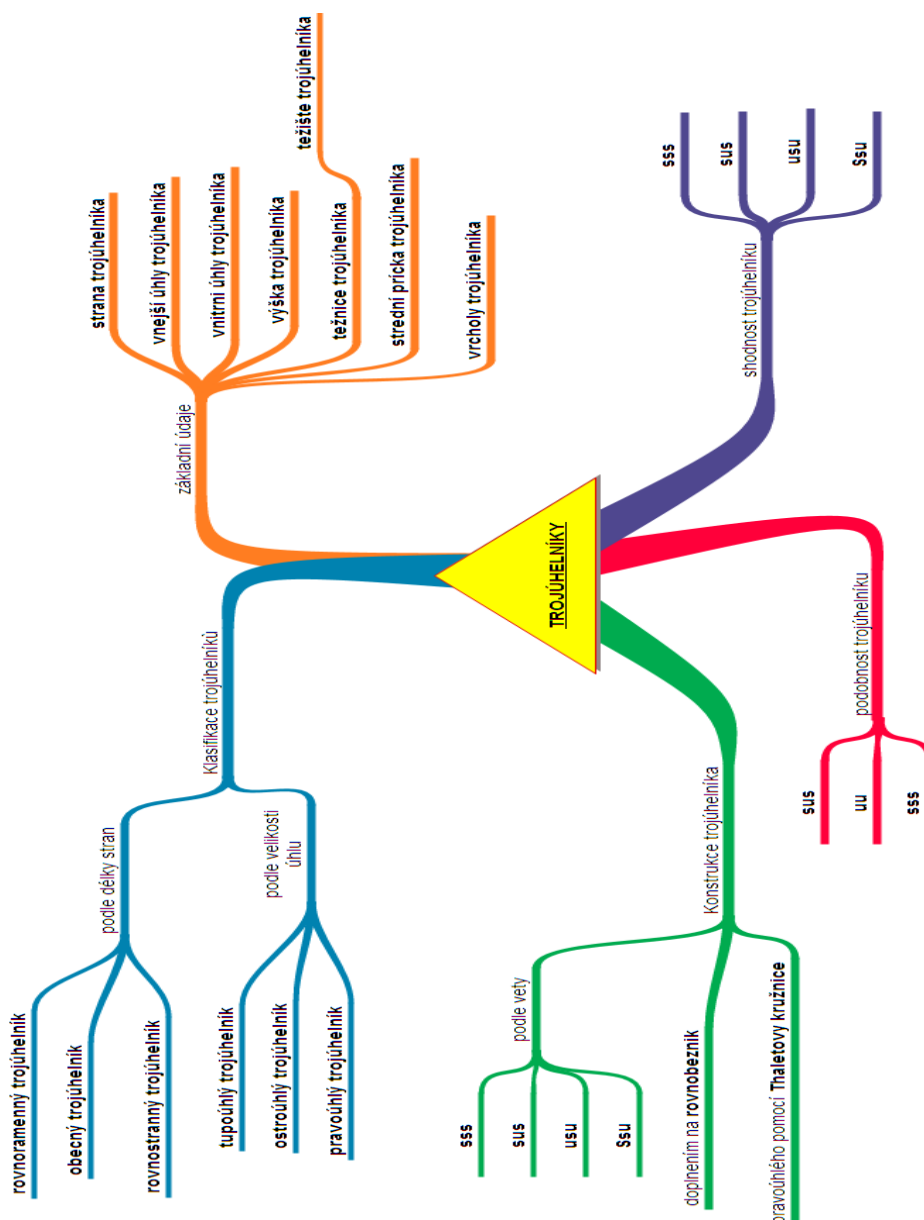 TROJÚHELNÍKY
základní údaje
strana trojúhelníka
vnejší úhly trojúhelníka
vnitrní úhly trojúhelníka
výška trojúhelníka
težnice trojúhelníka
težište trojúhelníka
strední prícka trojúhelníka
vrcholy trojúhelníka
shodnost trojúhelníku
sss
sus
usu
Ssu
podobnost trojúhelníku
sus
uu
sss
Konstrukce trojúhelníka
podle vety
sss
sus
usu
Ssu
doplnením na rovnobezník
pravoúhlého pomocí Thaletovy kružnice
Klasifikace trojúhelníků
podle délky stran
rovnoramenný trojúhelník
obecný trojúhelník
rovnostranný trojúhelník
podle velikosti
úhlu
tupoúhlý trojúhelník
ostroúhlý trojúhelník
pravoúhlý trojúhelník